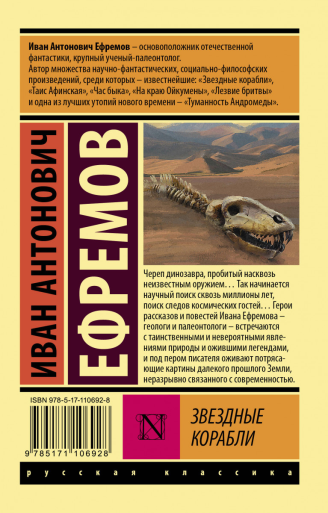 Иван Антонович Ефремов – основоположник отечественной
фантастики, крупный ученый-палеонтолог.
Автор множества научно-фантастических, социально-философских
произведений, среди которых – известнейшие: «Звездные корабли»,
«Таис Афинская», «Час быка», «На краю Ойкумены», «Лезвие бритвы»
и одна из лучших утопий нового времени – «Туманность Андромеды».
ИВАН АНТОНОВИЧ
ЕФРЕМОВ
Череп динозавра, пробитый насквозь
неизвестным оружием… Так начинается
научный поиск сквозь миллионы лет,
поиск следов космических гостей… Герои
рассказов и повестей Ивана Ефремова –
геологи и палеонтологи – встречаются
с таинственными и невероятными явле-
ниями природы и ожившими легендами,
и под пером писателя оживают потряса-
ющие картины далекого прошлого Земли,
неразрывно связанного с современностью.
ISBN 978-5-17-110692-8
9 785171 106928
N
ЗВЕЗДНЫЕ
КОРАБЛИ
русская классика